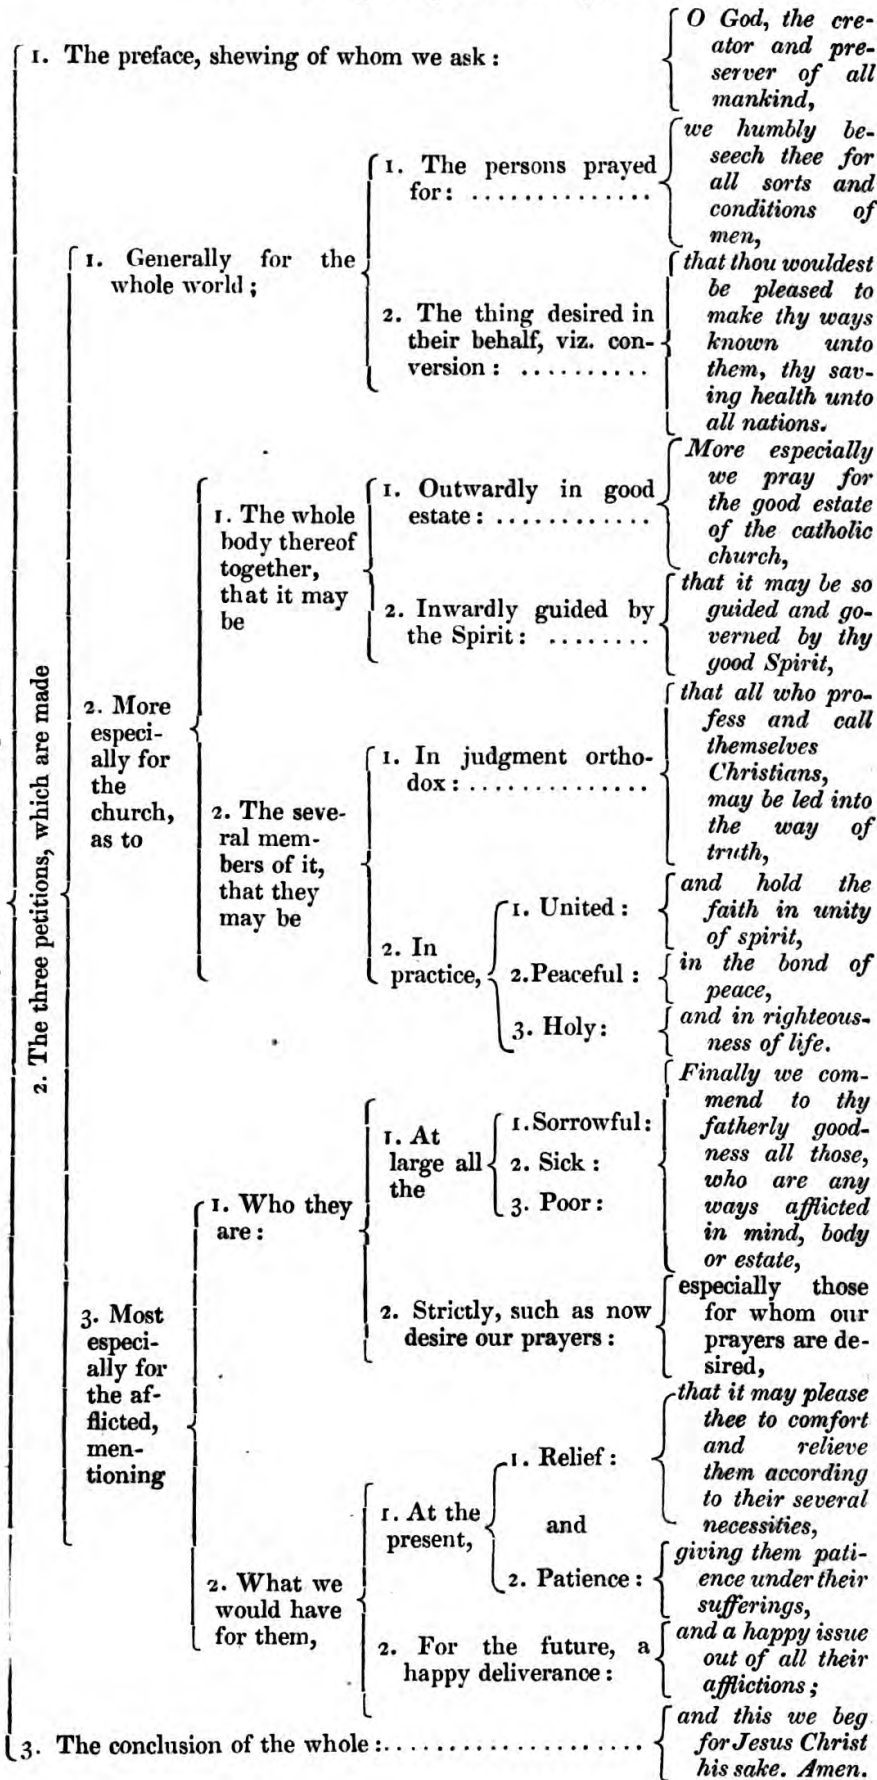 1. The preface, shewing of whom we ask :
O God, the cre-
ator and pre-
server of all
mankind,
2. The three petitions, which are made
1. Generally for the
whole world ;
1. The persons prayed
for : ..............
we humbly be-
seech thee for
all sorts and
conditions of
men,
2. The thing desired in
their behalf, viz. con-
version : ..........
that thou wouldest
be pleased to
make thy ways
known unto
them, thy sav-
ing health unto
all nations.
2. More
especi-
ally for
the
church,
as to
1. The whole
body thereof
together,
that it may
be
1. Outwardly in good
estate : ............
More especially
we pray for
the good estate
of the catholic
church,
2. Inwardly guided by
the Spirit : ........
that it may be so
guided and go-
verned by thy
good Spirit,
2. The seve-
ral mem-
bers of it,
that they
may be
1. In judgment ortho-
dox : ..............
that all who pro-
fess and call
themselves
Christians,
may be led into
the way of
truth,
2. In
practice,
1. United :
and hold the
faith in unity
of spirit,
2. Peaceful :
in the bond of
peace,
3. Holy :
and in righteous-
ness of life.
3. Most
especi-
ally for
the af-
flicted,
men-
tioning
1. Who they
are :
1. At
large all
the
1. Sorrowful :
2. Sick :
3. Poor :
Finally we com-
mend to thy
fatherly good-
ness all those,
who are any
ways afflicted
in mind, body
or estate,
2. Strictly, such as now
desire our prayers :
especially those
for whom our
prayers are de-
sired,
2. What we
would have
for them,
1. At the
present,
1. Relief :
that it may please
thee to comfort
and relieve
them according
to their several
necessities,
and
2. Patience :
giving them pati-
ence under their
sufferings,
2. For the future, a
happy deliverance :
and a happy issue
out of all their
afflictions ;
3. The conclusion of the whole : .....................
and this we beg
for Jesus Christ
his sake. Amen.